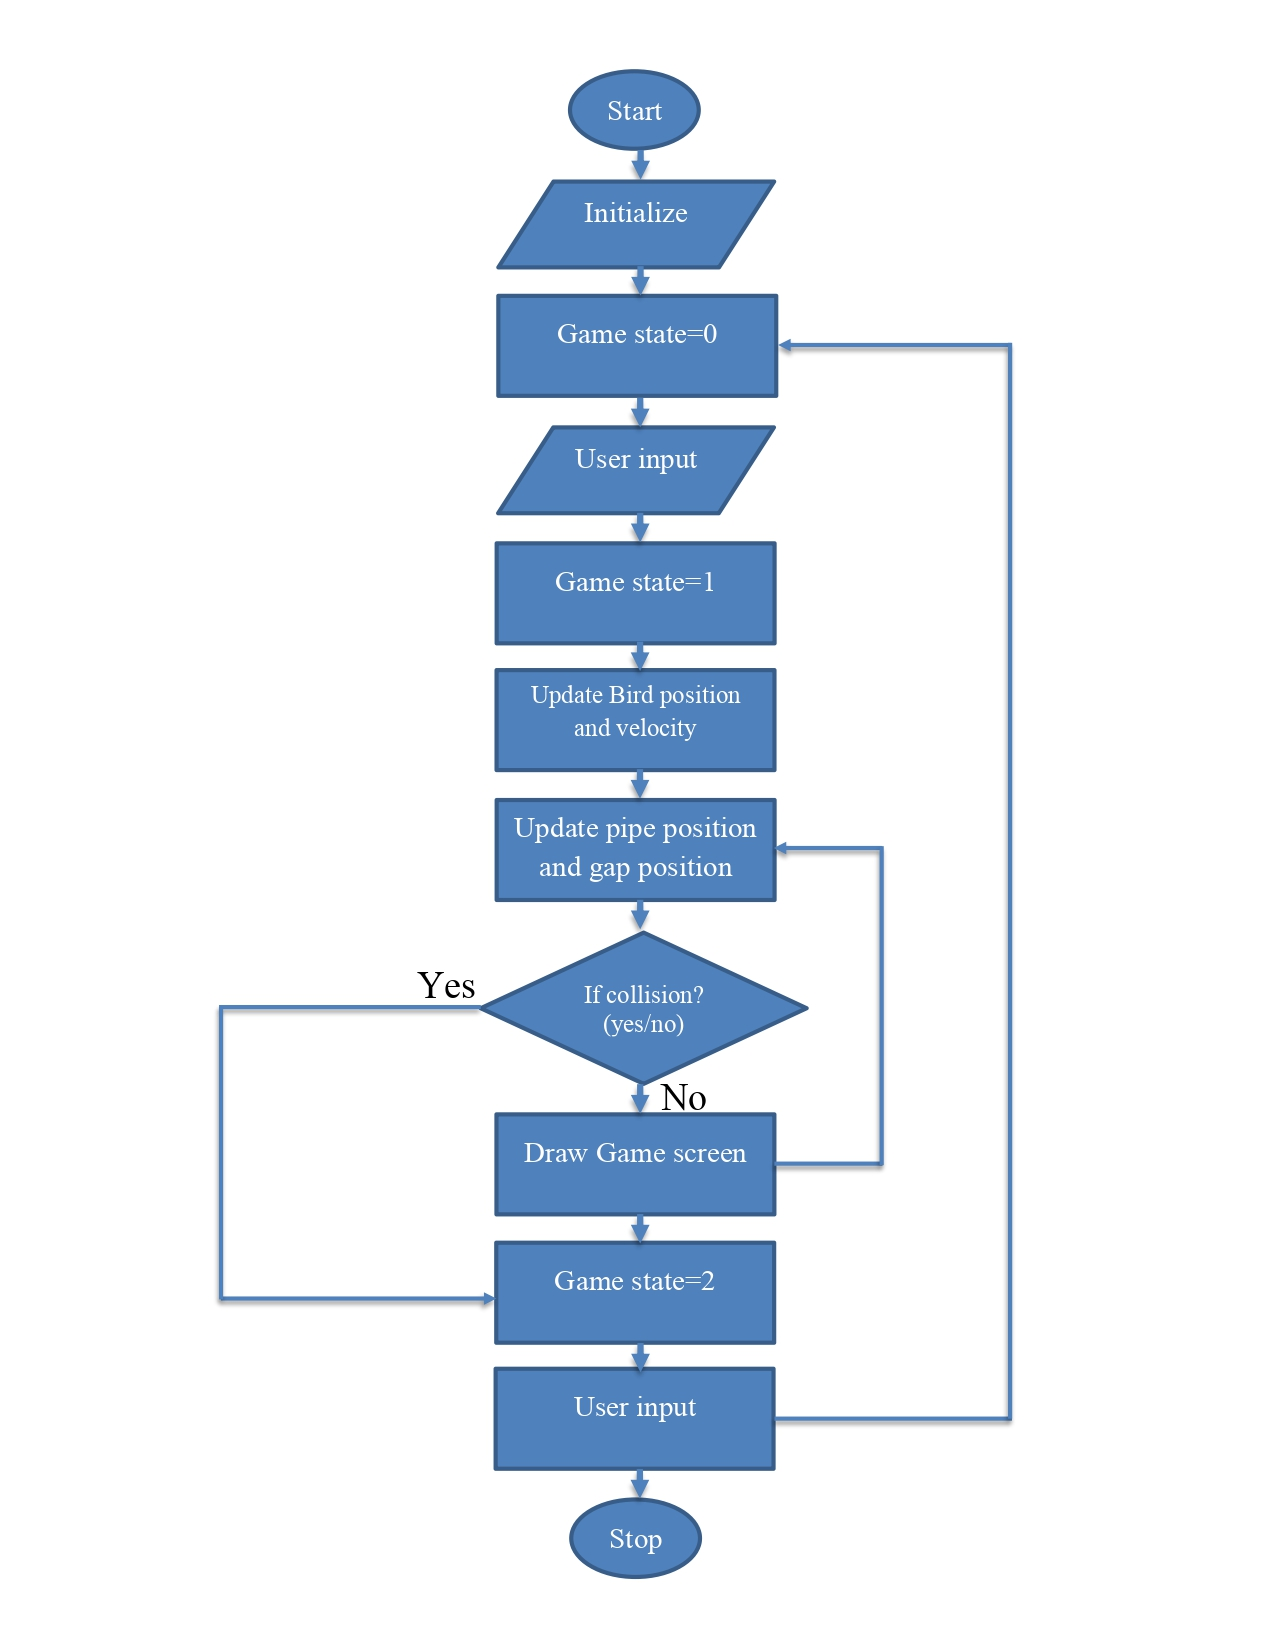 Start
Initialize
Game state=0
User input
Game state=1
Update Bird position
and velocity
Update pipe position
and gap position
Yes
If collision?
(yes/no)
No
Draw Game screen
Game state=2
User input
Stop